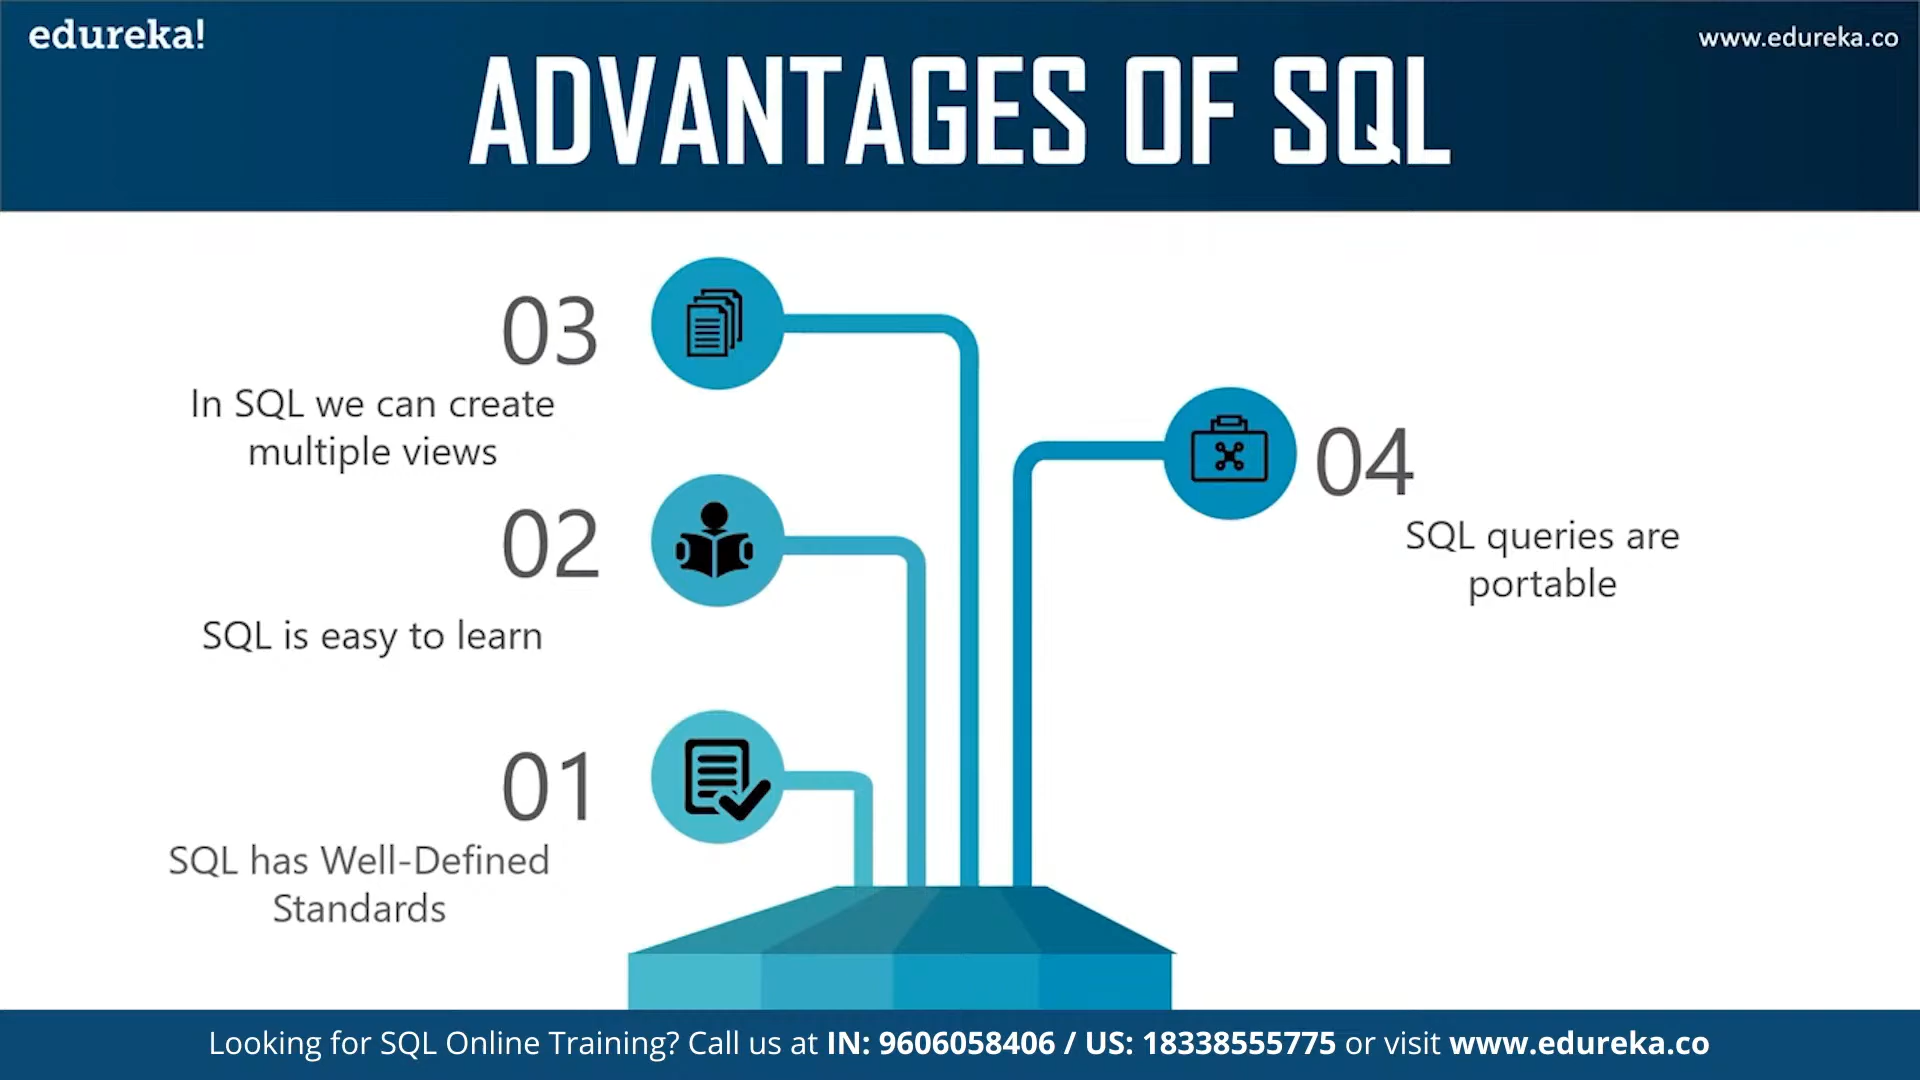 edureka!
www.edureka.co
ADVANTAGES OF SQL
03
In SQL we can create
multiple views
04
SQL queries are
portable
02
SQL is easy to learn
01
SQL has Well-Defined
Standards
Looking for SQL Online Training? Call us at IN: 9606058406 / US: 18338555775 or visit www.edureka.co